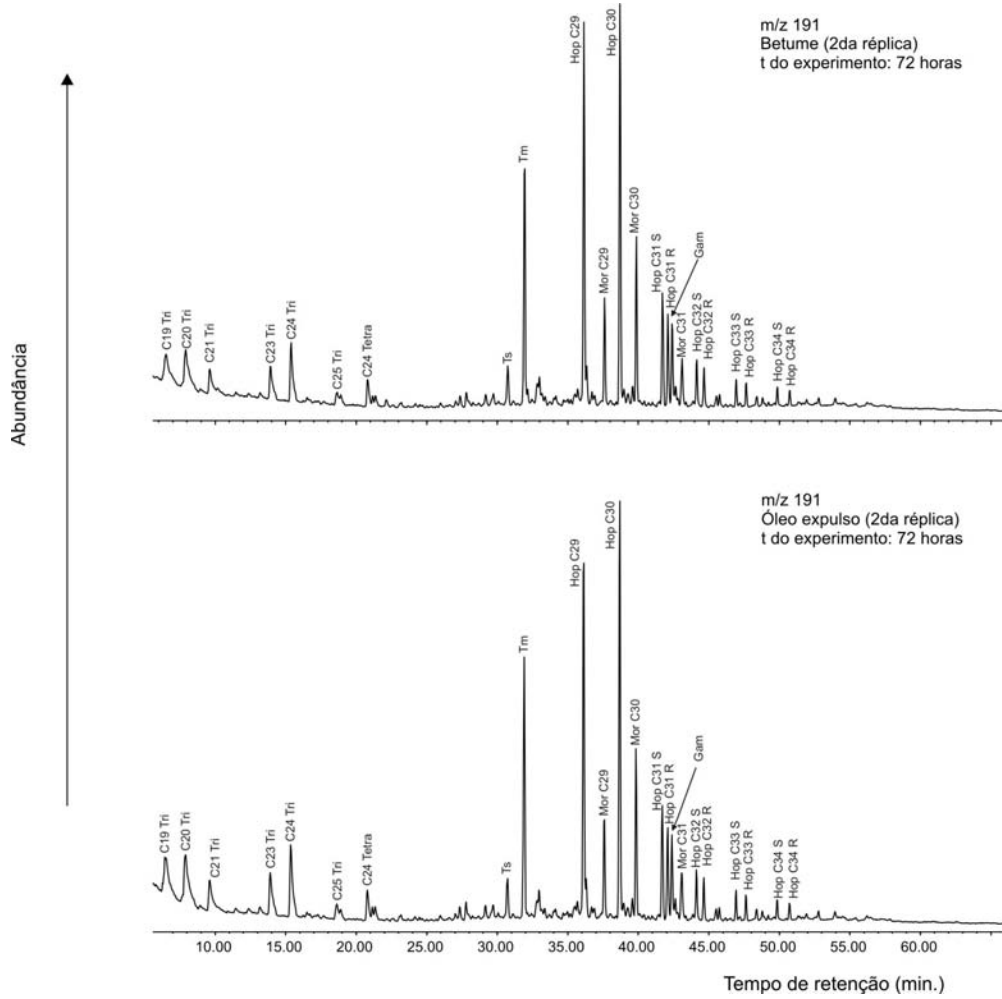 m/z 191
Betume (2da réplica)
t do experimento: 72 horas
Abundância
C19 Tri
C20 Tri
C21 Tri
C23 Tri
C24 Tri
C25 Tri
C24 Tetra
Ts
Tm
Hop C29
Mor C29
Hop C30
Mor C30
Hop C31 S
Hop C31 R
Gam
Mor C31
Hop C32 S
Hop C32 R
Hop C33 S
Hop C33 R
Hop C34 S
Hop C34 R
m/z 191
Óleo expulso (2da réplica)
t do experimento: 72 horas
C19 Tri
C20 Tri
C21 Tri
C23 Tri
C24 Tri
C25 Tri
C24 Tetra
Ts
Tm
Hop C29
Mor C29
Hop C30
Mor C30
Hop C31 S
Hop C31 R
Gam
Mor C31
Hop C32 S
Hop C32 R
Hop C33 S
Hop C33 R
Hop C34 S
Hop C34 R
10.00 15.00 20.00 25.00 30.00 35.00 40.00 45.00 50.00 55.00 60.00
Tempo de retenção (min.)